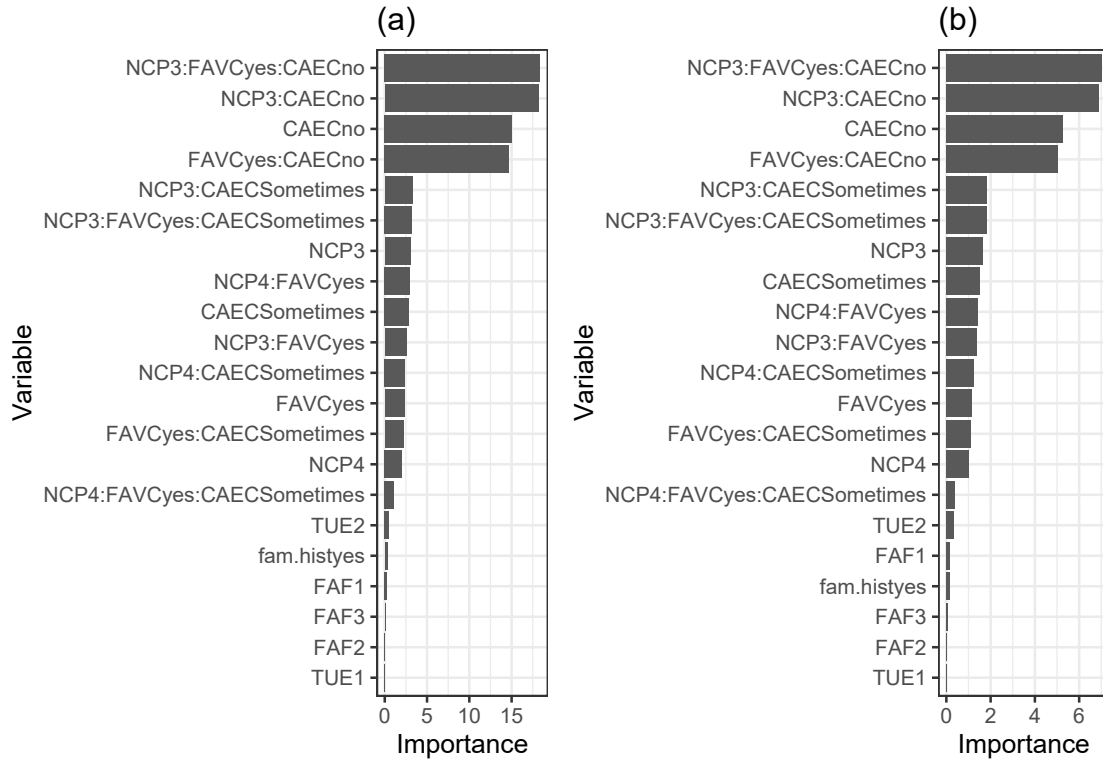 (a)
Variable
NCP3:FAVCyes:CAECno
NCP3:CAECno
CAECno
FAVCyes:CAECno
NCP3:CAECSometimes
NCP3:FAVCyes:CAECSometimes
NCP3
NCP4:FAVCyes
CAECSometimes
NCP3:FAVCyes
NCP4:CAECSometimes
FAVCyes
FAVCyes:CAECSometimes
NCP4
NCP4:FAVCyes:CAECSometimes
TUE2
fam.histyes
FAF1
FAF3
FAF2
TUE1
0 5 10 15
Importance
(b)
Variable
NCP3:FAVCyes:CAECno
NCP3:CAECno
CAECno
FAVCyes:CAECno
NCP3:CAECSometimes
NCP3:FAVCyes:CAECSometimes
NCP3
CAECSometimes
NCP4:FAVCyes
NCP3:FAVCyes
NCP4:CAECSometimes
FAVCyes
FAVCyes:CAECSometimes
NCP4
NCP4:FAVCyes:CAECSometimes
TUE2
FAF1
fam.histyes
FAF3
FAF2
TUE1
0 2 4 6
Importance